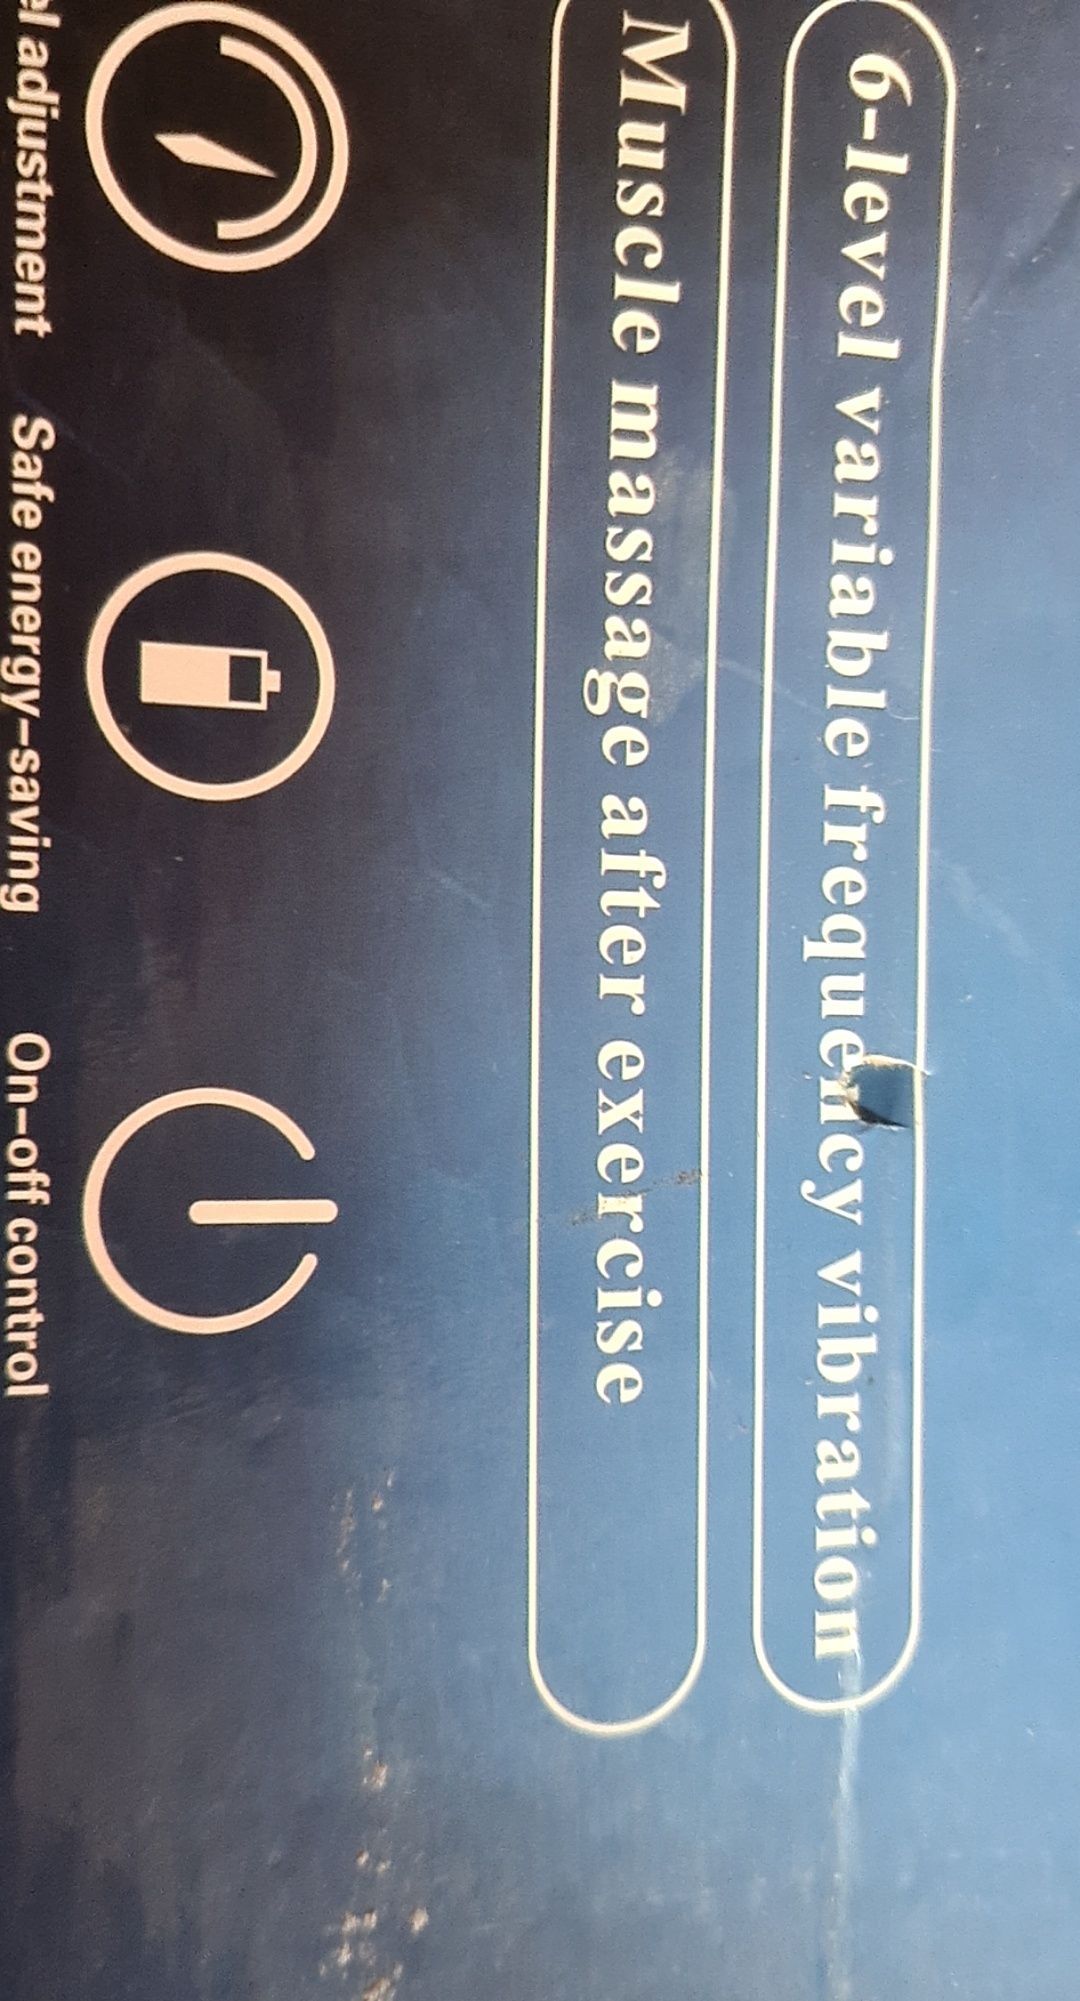 6-level variable frequency vibration
Muscle massage after exercise
adjustment Safe energy-saving On-off control